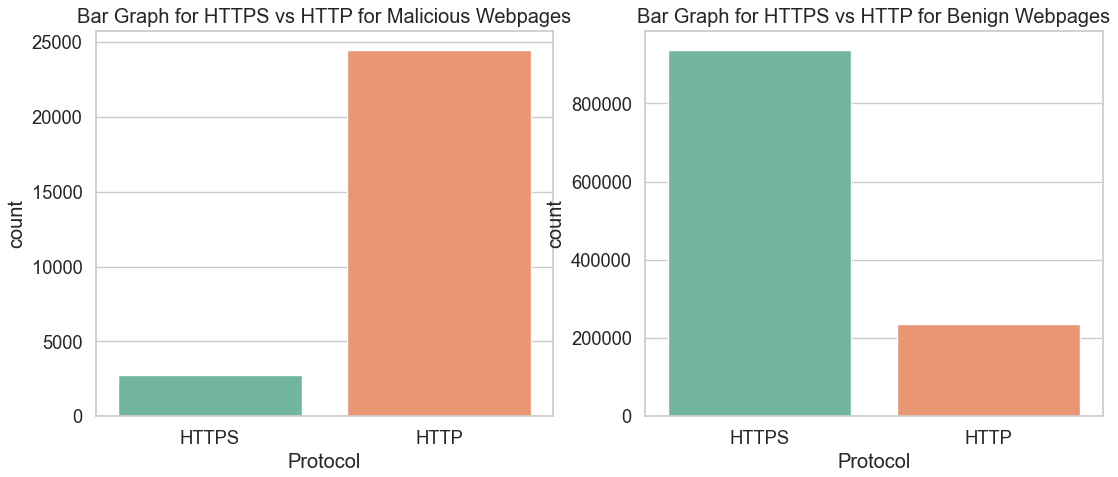 Bar Graph for HTTPS vs HTTP for Malicious Webpages
25000
20000
15000
10000
5000
0
count
HTTPS
HTTP
Protocol
Bar Graph for HTTPS vs HTTP for Benign Webpages
800000
600000
400000
200000
0
count
HTTPS
HTTP
Protocol